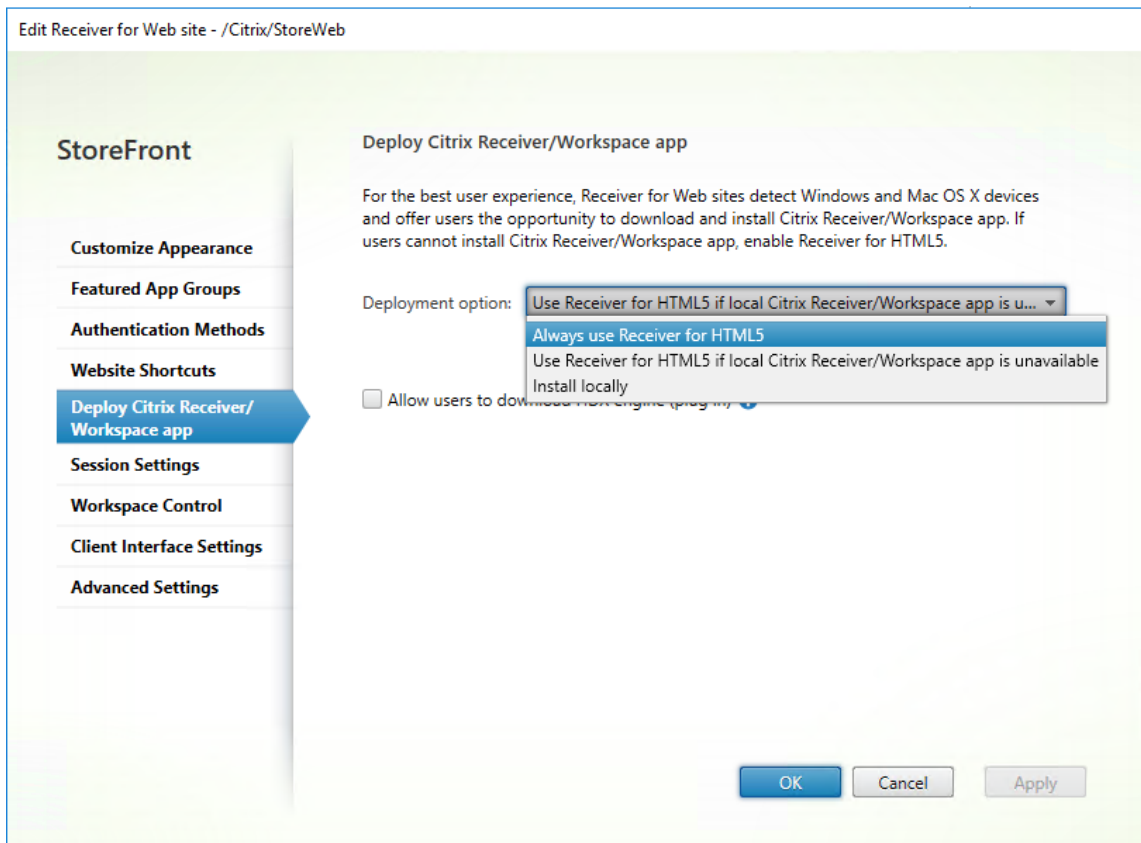 Edit Receiver for Web site - /Citrix/StoreWeb
StoreFront
Customize Appearance
Featured App Groups
Authentication Methods
Website Shortcuts
Deploy Citrix Receiver/
Workspace app
Session Settings
Workspace Control
Client Interface Settings
Advanced Settings
Deploy Citrix Receiver/Workspace app
For the best user experience, Receiver for Web sites detect Windows and Mac OS X devices
and offer users the opportunity to download and install Citrix Receiver/Workspace app. If
users cannot install Citrix Receiver/Workspace app, enable Receiver for HTML5.
Deployment option: Use Receiver for HTML5 if local Citrix Receiver/Workspace app is u...
Always use Receiver for HTML5
Use Receiver for HTML5 if local Citrix Receiver/Workspace app is unavailable
Install locally
Allow users to download HDX engine (plug-in)
OK Cancel Apply